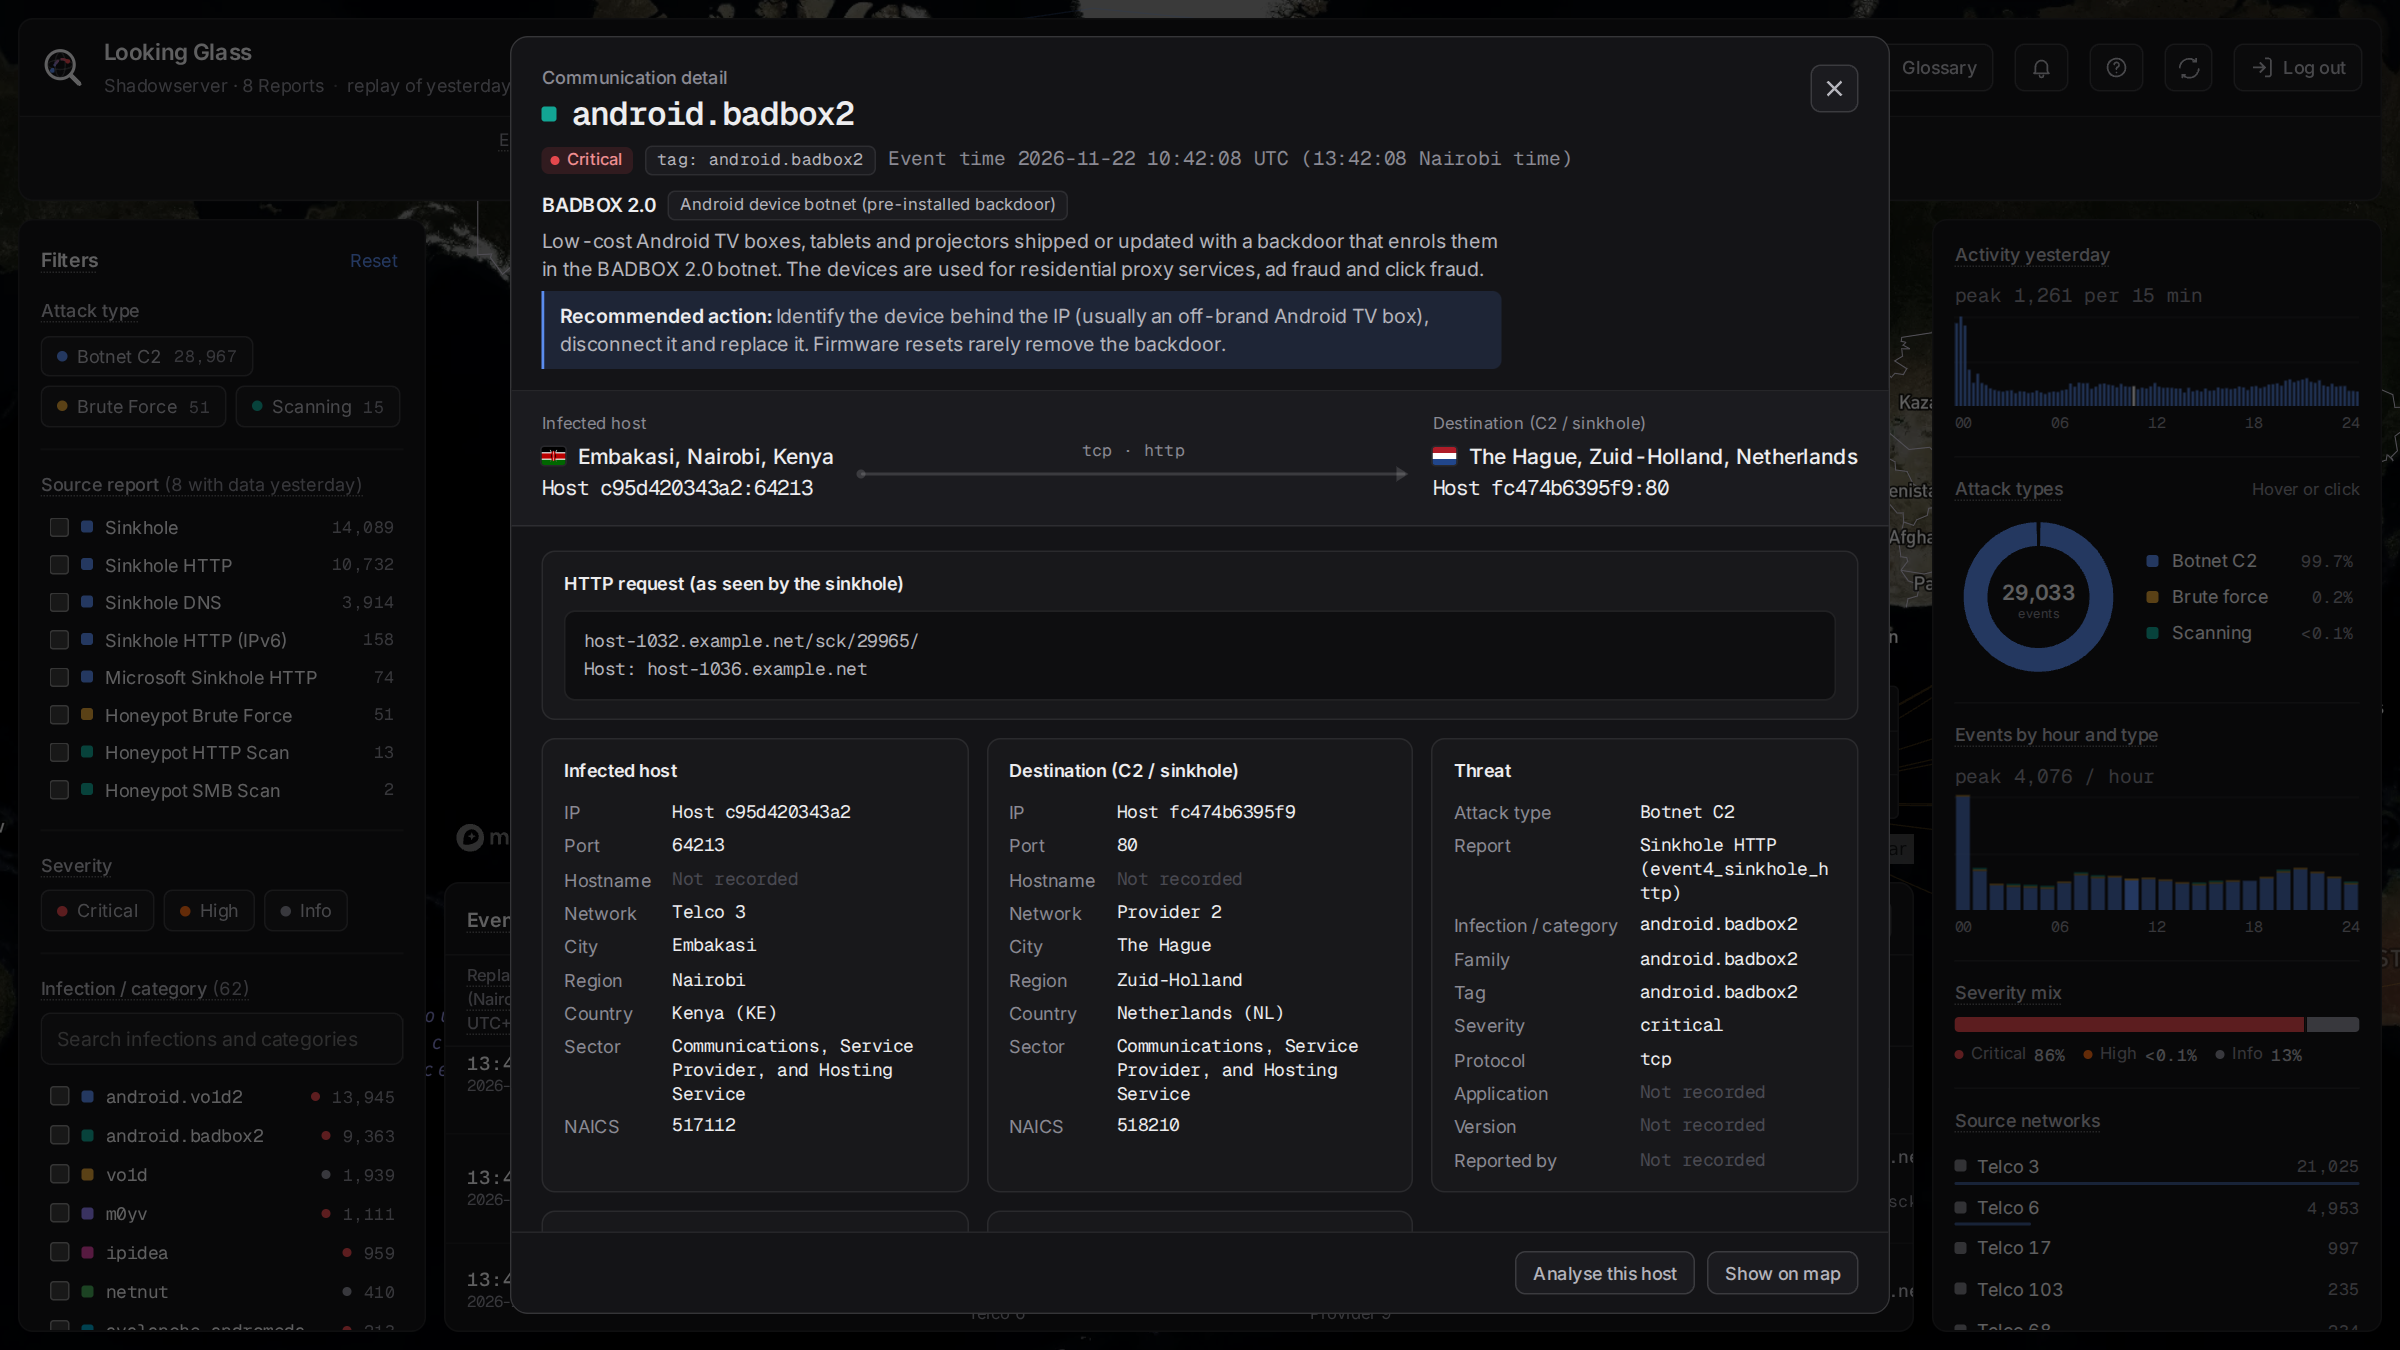 Looking Glass
Shadowserver · 8 Reports · replay of yesterday
Glossary
Log out
Filters
Reset
Attack type
Botnet C2 28,967
Brute Force 51
Scanning 15
Source report (8 with data yesterday)
Sinkhole 14,089
Sinkhole HTTP 10,732
Sinkhole DNS 3,914
Sinkhole HTTP (IPv6) 158
Microsoft Sinkhole HTTP 74
Honeypot Brute Force 51
Honeypot HTTP Scan 13
Honeypot SMB Scan 2
Severity
Critical
High
Info
Infection / category (62)
Search infections and categories
android.vo1d2 13,945
android.badbox2 9,363
vo1d 1,939
m0yv 1,111
ipidea 959
netnut 410
Communication detail
android.badbox2
Critical
tag: android.badbox2
Event time 2026-11-22 10:42:08 UTC (13:42:08 Nairobi time)
BADBOX 2.0
Android device botnet (pre-installed backdoor)
Low-cost Android TV boxes, tablets and projectors shipped or updated with a backdoor that enrols them
in the BADBOX 2.0 botnet. The devices are used for residential proxy services, ad fraud and click fraud.
Recommended action: Identify the device behind the IP (usually an off-brand Android TV box),
disconnect it and replace it. Firmware resets rarely remove the backdoor.
Infected host
Embakasi, Nairobi, Kenya
Host c95d420343a2:64213
tcp · http
Destination (C2 / sinkhole)
The Hague, Zuid-Holland, Netherlands
Host fc474b6395f9:80
HTTP request (as seen by the sinkhole)
host-1032.example.net/sck/29965/
Host: host-1036.example.net
Infected host
IP Host c95d420343a2
Port 64213
Hostname Not recorded
Network Telco 3
City Embakasi
Region Nairobi
Country Kenya (KE)
Sector Communications, Service
Provider, and Hosting
Service
NAICS 517112
Destination (C2 / sinkhole)
IP Host fc474b6395f9
Port 80
Hostname Not recorded
Network Provider 2
City The Hague
Region Zuid-Holland
Country Netherlands (NL)
Sector Communications, Service
Provider, and Hosting
Service
NAICS 518210
Threat
Attack type Botnet C2
Report Sinkhole HTTP
(event4_sinkhole_h
ttp)
Infection / category android.badbox2
Family android.badbox2
Tag android.badbox2
Severity critical
Protocol tcp
Application Not recorded
Version Not recorded
Reported by Not recorded
Analyse this host
Show on map
Activity yesterday
peak 1,261 per 15 min
00 06 12 18 24
Attack types
Hover or click
29,033
events
Botnet C2 99.7%
Brute force 0.2%
Scanning <0.1%
Events by hour and type
peak 4,076 / hour
00 06 12 18 24
Severity mix
Critical 86% High <0.1% Info 13%
Source networks
Telco 3 21,025
Telco 6 4,953
Telco 17 997
Telco 103 235